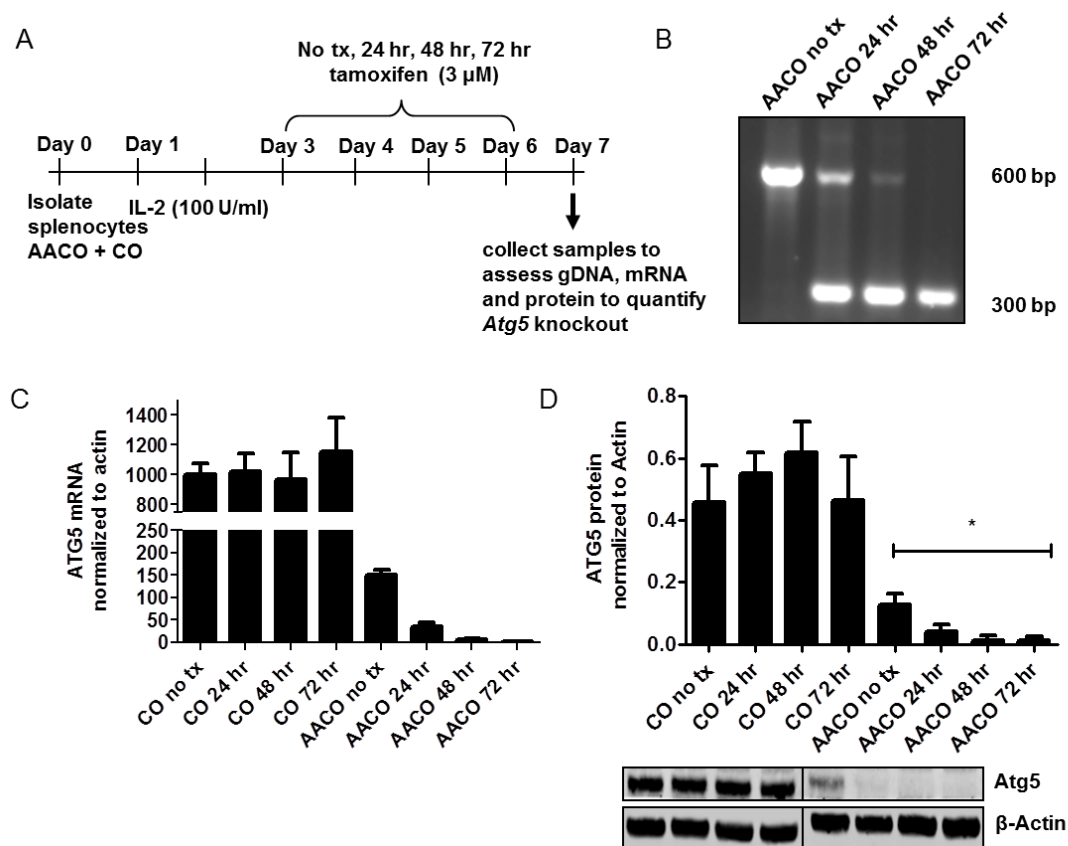 A
No tx, 24 hr, 48 hr, 72 hr
tamoxifen (3 µM)
Day 0
Day 1
Day 3
Day 4
Day 5
Day 6
Day 7
Isolate
splenocytes
AACO + CO
IL-2 (100 U/ml)
collect samples to
assess gDNA, mRNA
and protein to quantify
Atg5 knockout
B
AACO no tx
AACO 24 hr
AACO 48 hr
AACO 72 hr
600 bp
300 bp
C
ATG5 mRNA
normalized to actin
1400
1200
1000
800
250
200
150
100
50
0
CO no tx
CO 24 hr
CO 48 hr
CO 72 hr
AACO no tx
AACO 24 hr
AACO 48 hr
AACO 72 hr
D
ATG5 protein
normalized to Actin
0.8
0.6
0.4
0.2
0.0
*
CO no tx
CO 24 hr
CO 48 hr
CO 72 hr
AACO no tx
AACO 24 hr
AACO 48 hr
AACO 72 hr
Atg5
β-Actin